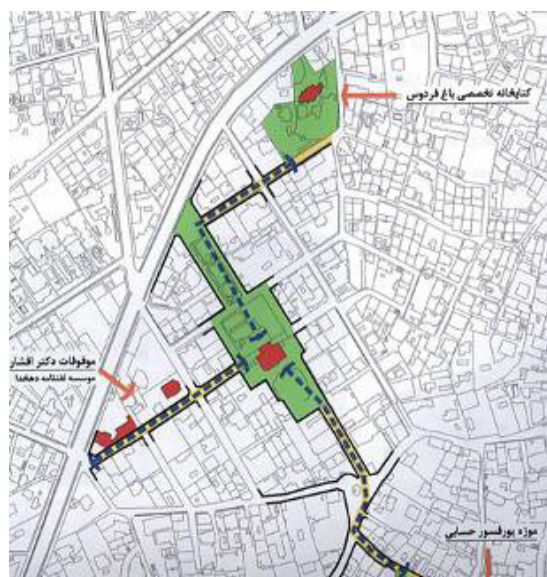 کتابخانه تخصصی باغ فردوس
موقوفات دکتر افشار
موسسه لغتنامه دهخدا
موزه پورفسور حسابی